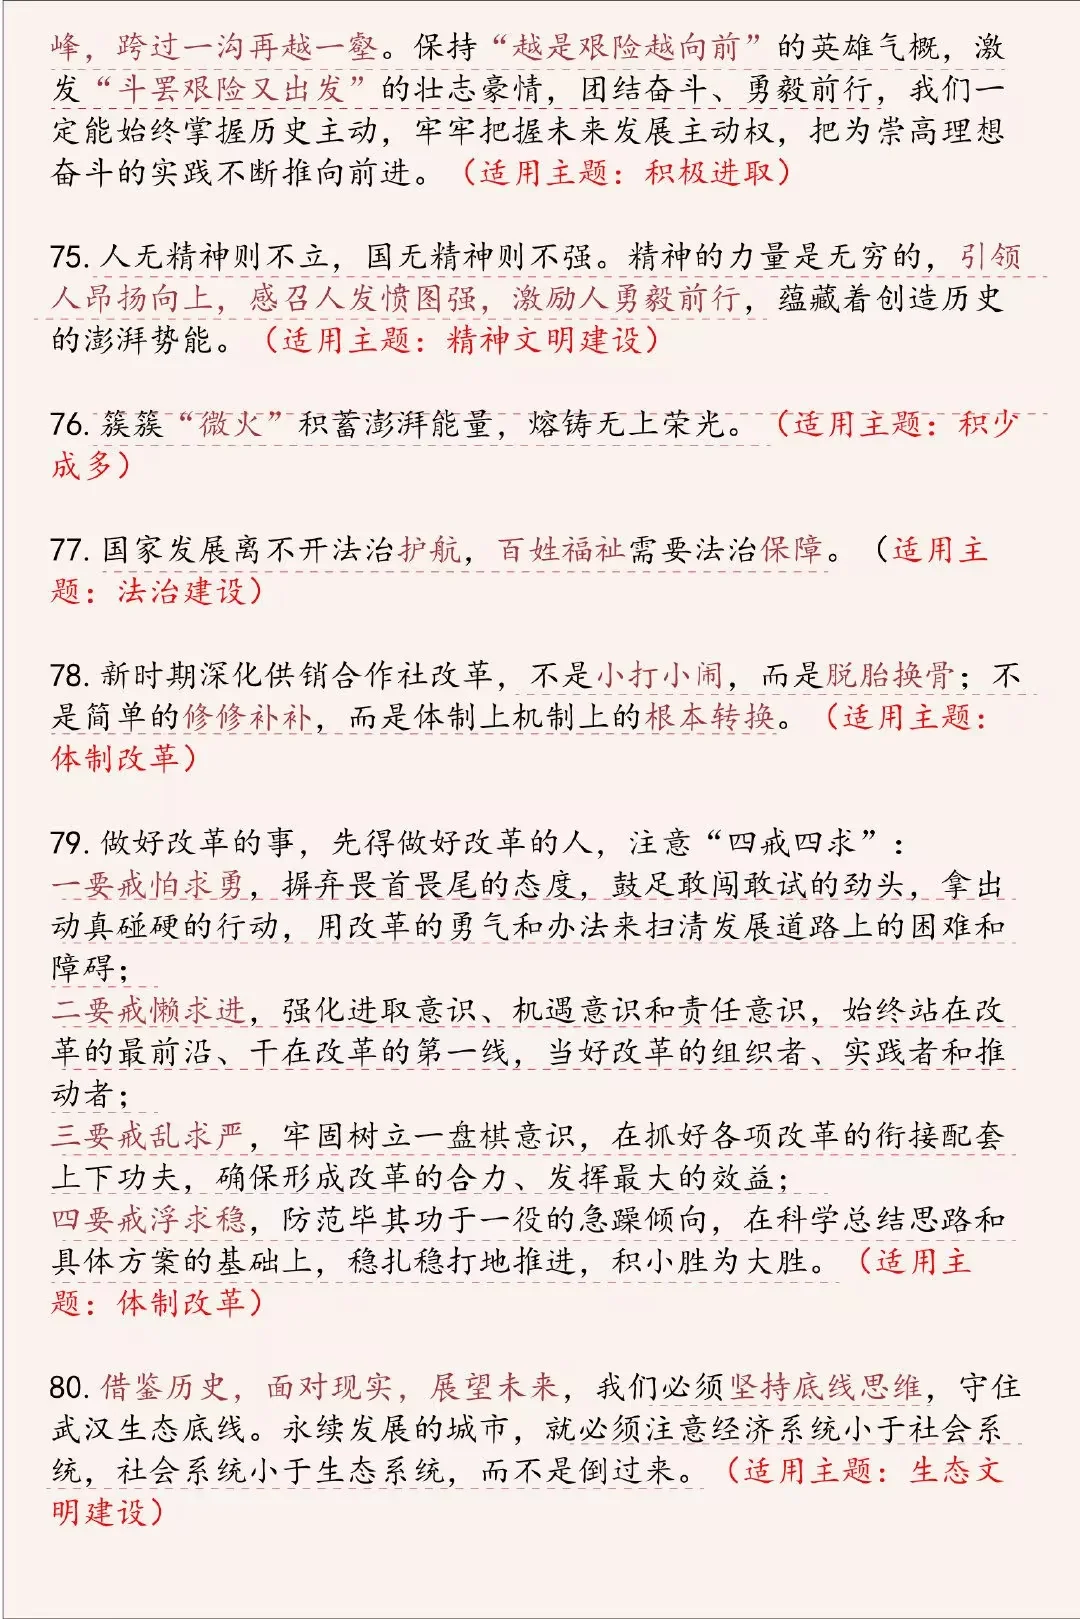 峰，跨过一沟再越一壑。保持“越是艰险越向前”的英雄气概，激
发“斗罢艰险又出发”的壮志豪情，团结奋斗、勇毅前行，我们一
定能始终掌握历史主动，牢牢把握未来发展主动权，把为崇高理想
奋斗的实践不断推向前进。（适用主题：积极进取）
75. 人无精神则不立，国无精神则不强。精神的力量是无穷的，引领
人昂扬向上，感召人发愤图强，激励人勇毅前行，蕴藏着创造历史
的澎湃势能。（适用主题：精神文明建设）
76. 簇簇“微火”积蓄澎湃能量，熔铸无上荣光。（适用主题：积少
成多）
77. 国家发展离不开法治护航，百姓福祉需要法治保障。（适用主
题：法治建设）
78. 新时期深化供销合作社改革，不是小打小闹，而是脱胎换骨；不
是简单的修修补补，而是体制上机制上的根本转换。（适用主题：
体制改革）
79. 做好改革的事，先得做好改革的人，注意“四戒四求”：
一要戒怕求勇，摒弃畏首畏尾的态度，鼓足敢闯敢试的劲头，拿出
动真碰硬的行动，用改革的勇气和办法来扫清发展道路上的困难和
障碍；
二要戒懒求进，强化进取意识、机遇意识和责任意识，始终站在改
革的最前沿、干在改革的第一线，当好改革的组织者、实践者和推
动者；
三要戒乱求严，牢固树立一盘棋意识，在抓好各项改革的衔接配套
上下功夫，确保形成改革的合力、发挥最大的效益；
四要戒浮求稳，防范毕其功于一役的急躁倾向，在科学总结思路和
具体方案的基础上，稳扎稳打地推进，积小胜为大胜。（适用主
题：体制改革）
80. 借鉴历史，面对现实，展望未来，我们必须坚持底线思维，守住
武汉生态底线。永续发展的城市，就必须注意经济系统小于社会系
统，社会系统小于生态系统，而不是倒过来。（适用主题：生态文
明建设）